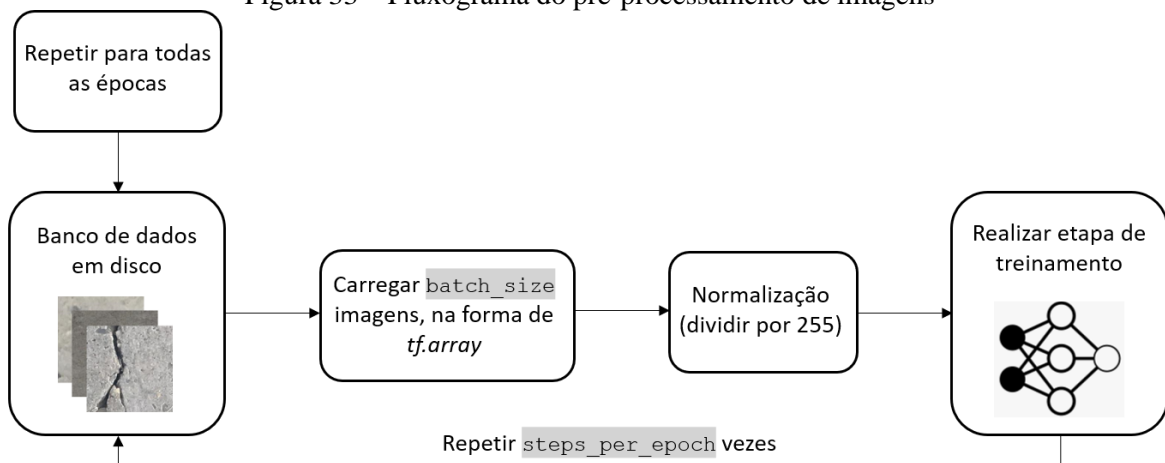 Figura 33 – Fluxograma do pré-processamento de imagens
Repetir para todas
as épocas
Banco de dados
em disco
Carregar batch_size
imagens, na forma de
tf.array
Normalização
(dividir por 255)
Realizar etapa de
treinamento
Repetir steps_per_epoch vezes